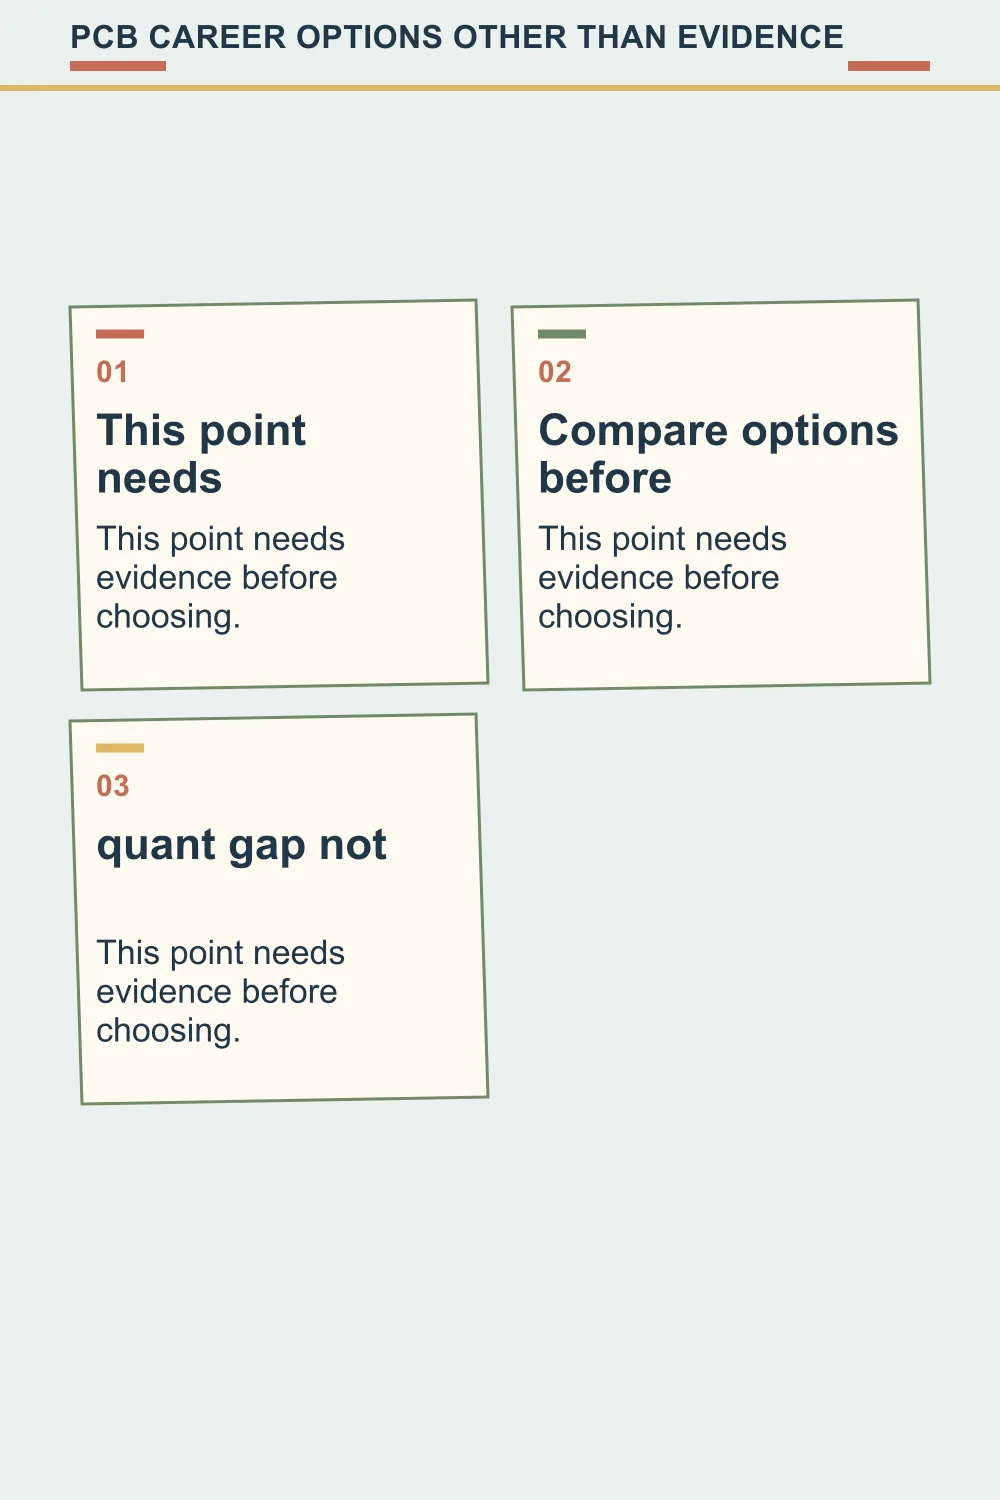 PCB CAREER OPTIONS OTHER THAN EVIDENCE
01
This point
needs
This point needs
evidence before
choosing.
02
Compare options
before
This point needs
evidence before
choosing.
03
quant gap not
This point needs
evidence before
choosing.